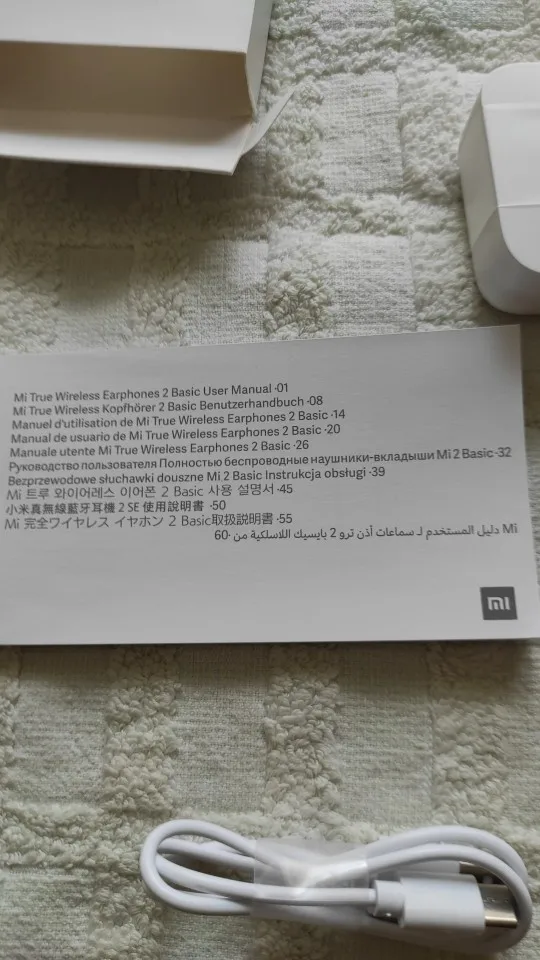 Mi True Wireless Earphones 2 Basic User Manual ·01
Mi True Wireless Kopfhörer 2 Basic Benutzerhandbuch ·08
Manuel d'utilisation de Mi True Wireless Earphones 2 Basic ·14
Manual de usuario de Mi True Wireless Earphones 2 Basic ·20
Manuale utente Mi True Wireless Earphones 2 Basic ·26
Руководство пользователя Полностью беспроводные наушники-вкладыши Mi 2 Basic ·32
Bezprzewodowe słuchawki douszne Mi 2 Basic Instrukcja obsługi ·39
Mi 트루 와이어레스 이어폰 2 Basic 사용 설명서 ·45
小米真無線藍牙耳機 2 SE 使用說明書 ·50
Mi 完全ワイヤレス イヤホン 2 Basic取扱説明書 ·55
Mi دليل المستخدم لـ سماعات أذن ترو 2 بايسيك اللاسلكية من ·60
mi